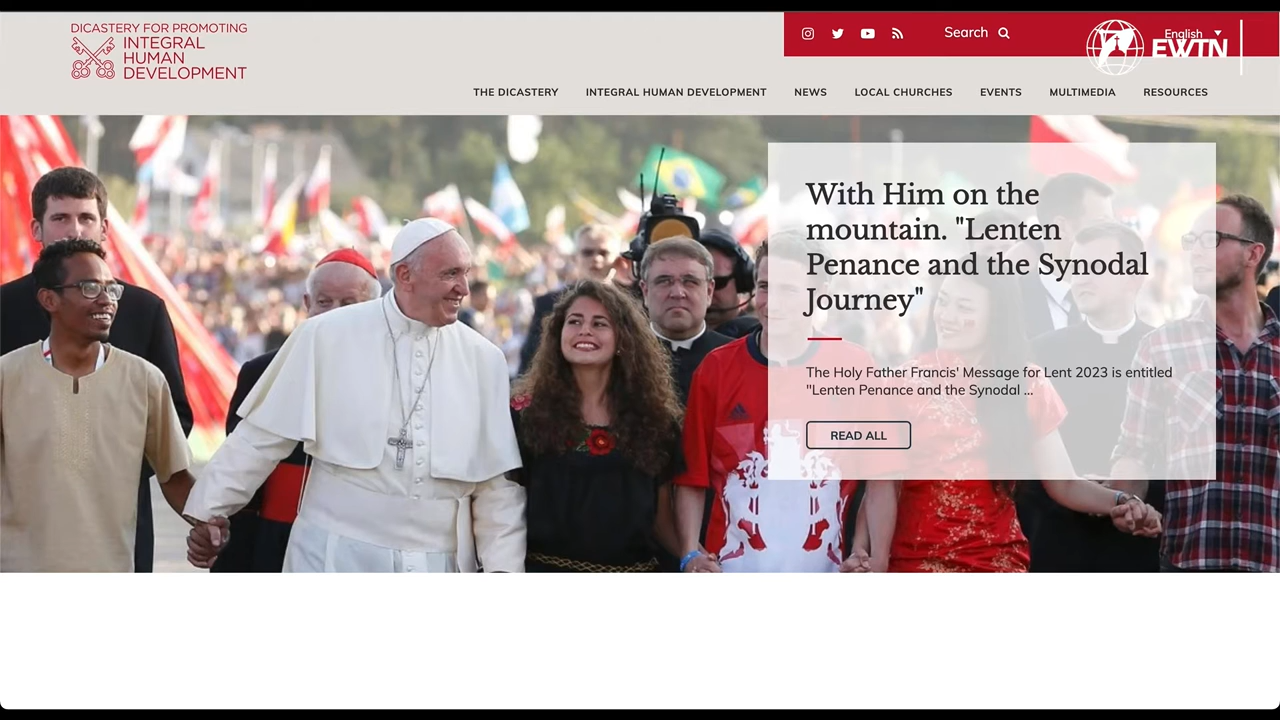 DICASTERY FOR PROMOTING
INTEGRAL
HUMAN
DEVELOPMENT
Search
English
EWTN
THE DICASTERY
INTEGRAL HUMAN DEVELOPMENT
NEWS
LOCAL CHURCHES
EVENTS
MULTIMEDIA
RESOURCES
With Him on the
mountain. "Lenten
Penance and the Synodal
Journey"
The Holy Father Francis' Message for Lent 2023 is entitled
"Lenten Penance and the Synodal ...
READ ALL